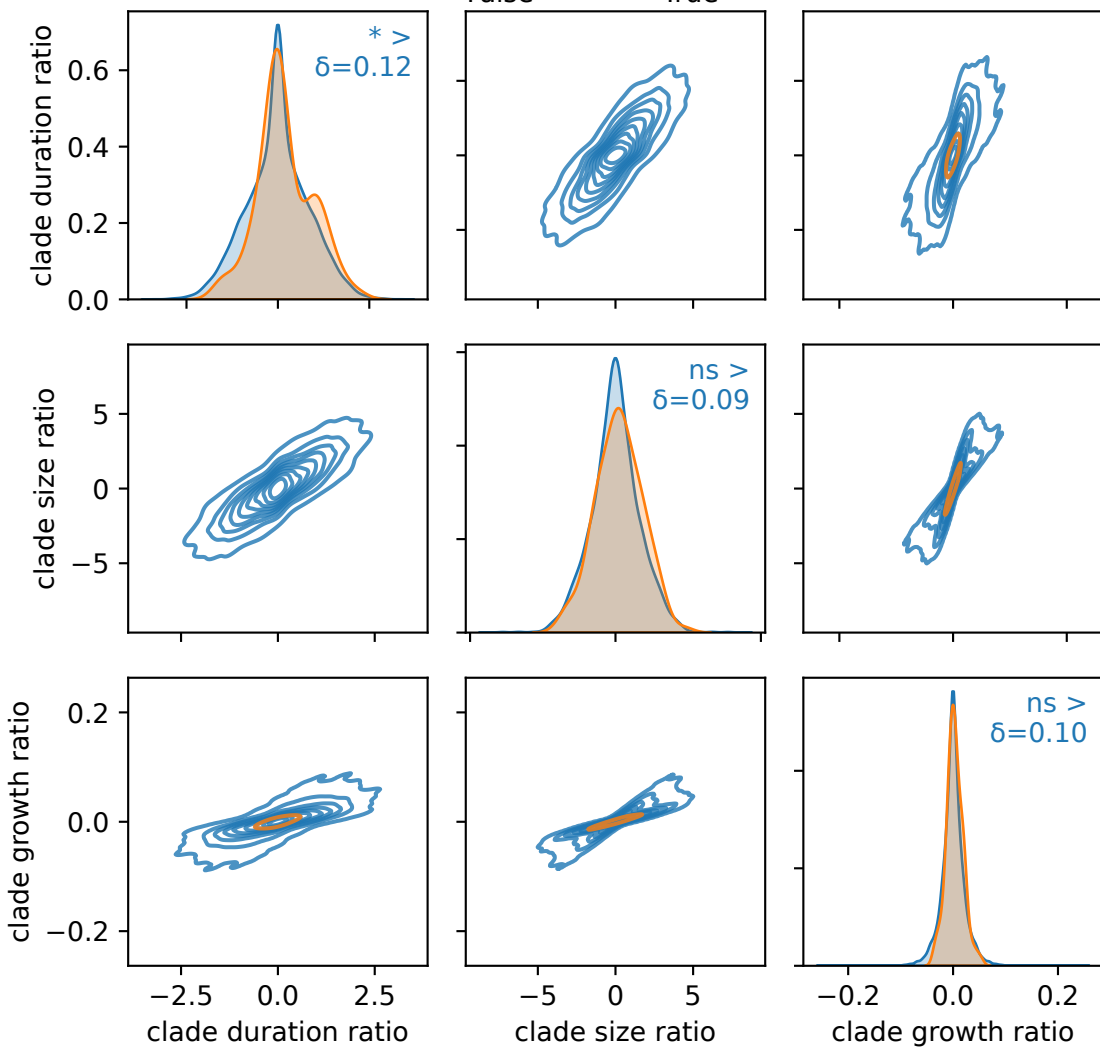 True
clade duration ratio
0.6
0.4
0.2
0.0
* >
δ=0.12
clade size ratio
5
0
−5
ns >
δ=0.09
clade growth ratio
0.2
0.0
−0.2
ns >
δ=0.10
−2.5 0.0 2.5
−5 0 5
−0.2 0.0 0.2
clade duration ratio
clade size ratio
clade growth ratio